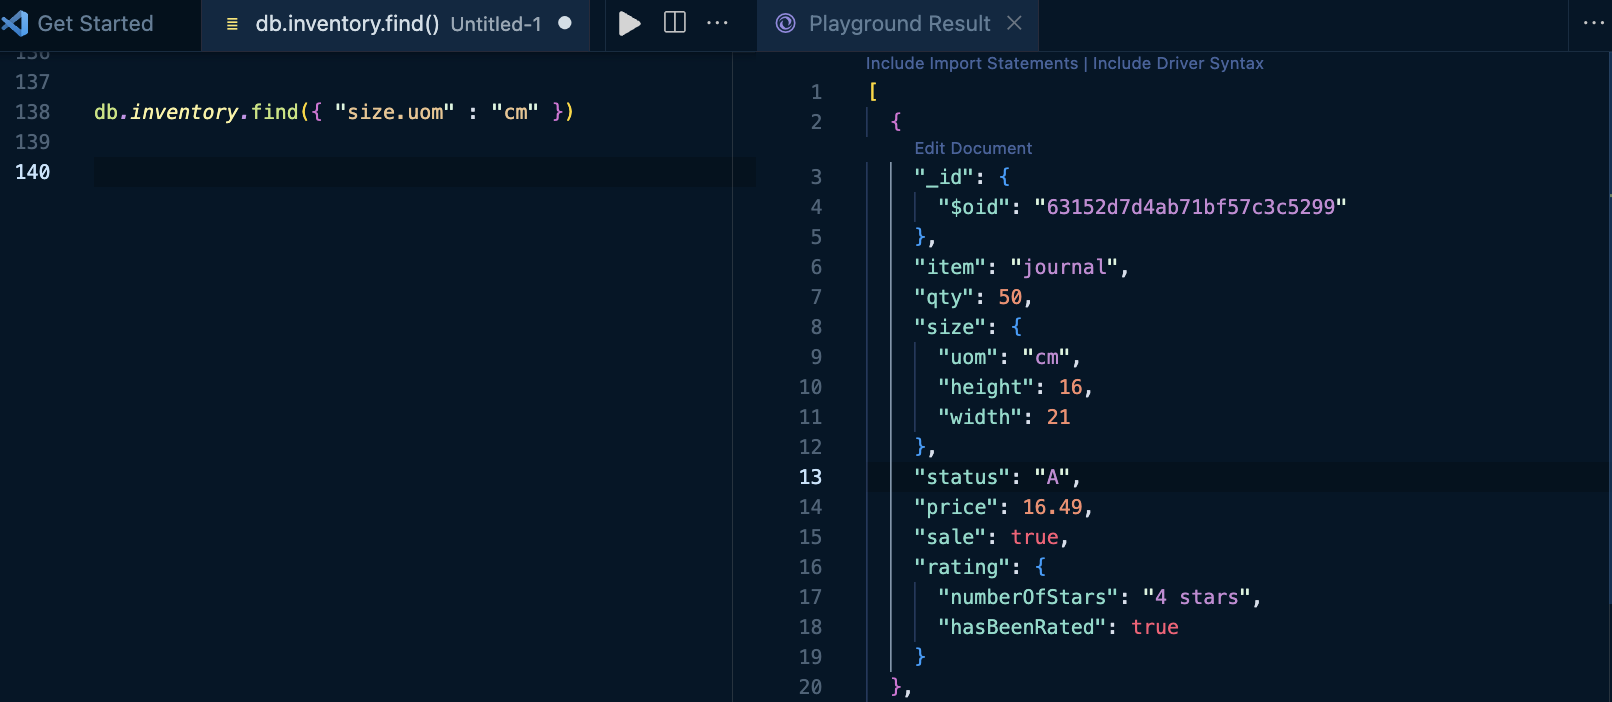 Get Started
db.inventory.find() Untitled-1
Playground Result
136
137
138 db.inventory.find({ "size.uom" : "cm" })
139
140
Include Import Statements | Include Driver Syntax
1 [
2 {
Edit Document
3 "_id": {
4 "$oid": "63152d7d4ab71bf57c3c5299"
5 },
6 "item": "journal",
7 "qty": 50,
8 "size": {
9 "uom": "cm",
10 "height": 16,
11 "width": 21
12 },
13 "status": "A",
14 "price": 16.49,
15 "sale": true,
16 "rating": {
17 "numberOfStars": "4 stars",
18 "hasBeenRated": true
19 }
20 },